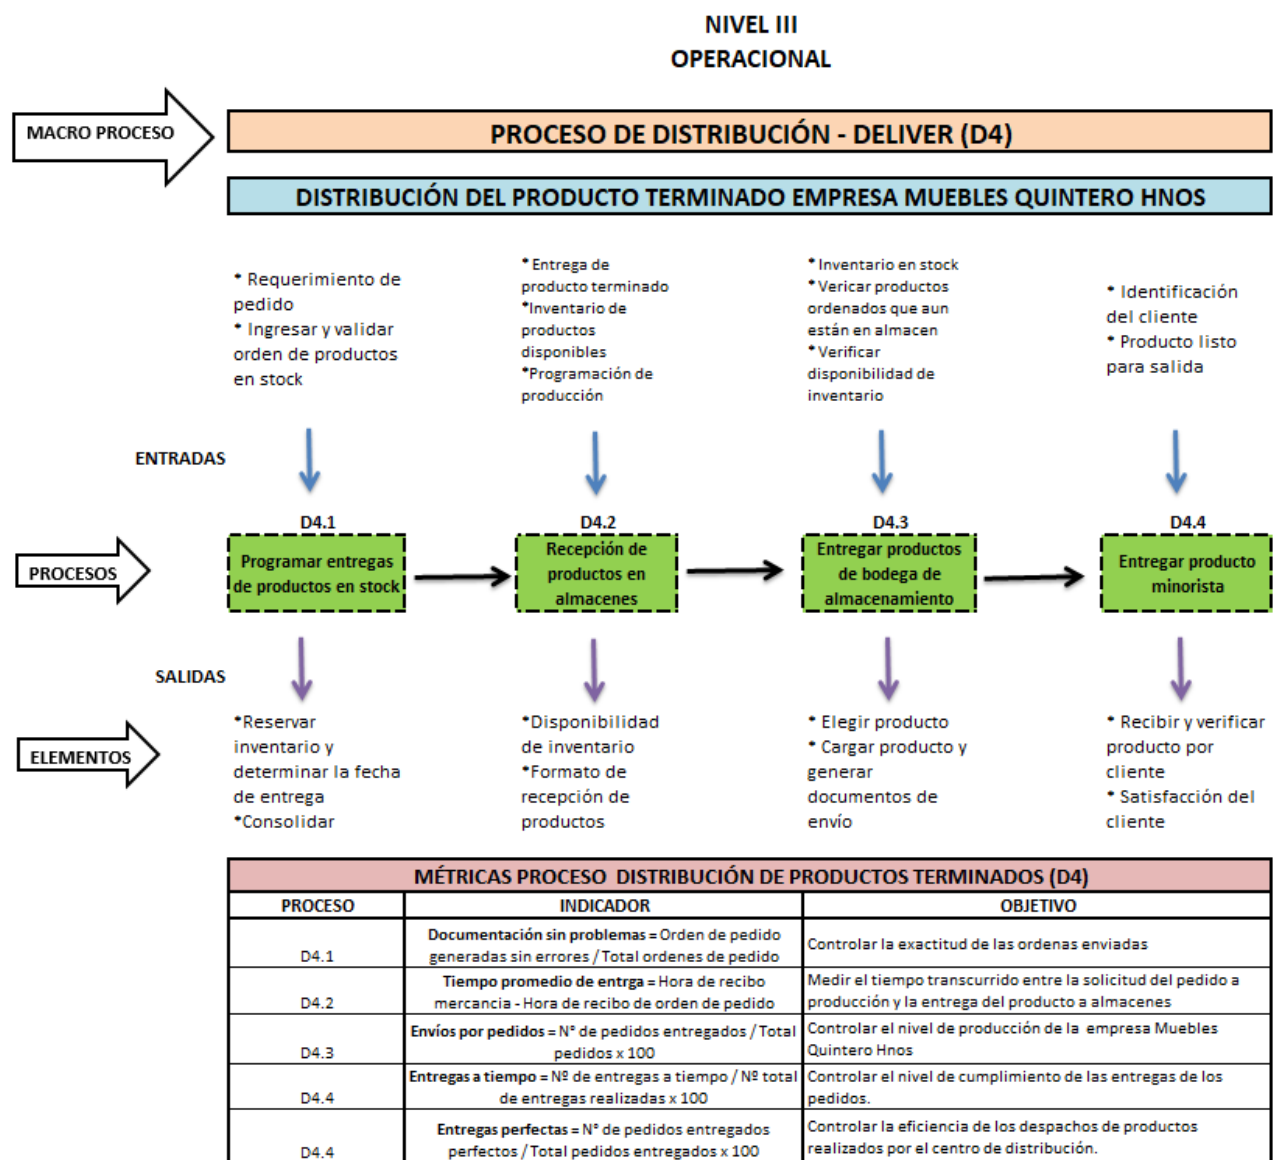 NIVEL III
OPERACIONAL
MACRO PROCESO
PROCESO DE DISTRIBUCIÓN - DELIVER (D4)
DISTRIBUCIÓN DEL PRODUCTO TERMINADO EMPRESA MUEBLES QUINTERO HNOS
* Requerimiento de
pedido
* Ingresar y validar
orden de productos
en stock
* Entrega de
producto terminado
*Inventario de
productos
disponibles
*Programación de
producción
* Inventario en stock
* Vericar productos
ordenados que aun
están en almacen
* Verificar
disponibilidad de
inventario
* Identificación
del cliente
* Producto listo
para salida
ENTRADAS
PROCESOS
D4.1
Programar entregas
de productos en stock
D4.2
Recepción de
productos en
almacenes
D4.3
Entregar productos
de bodega de
almacenamiento
D4.4
Entregar producto
minorista
SALIDAS
ELEMENTOS
*Reservar
inventario y
determinar la fecha
de entrega
*Consolidar
*Disponibilidad
de inventario
*Formato de
recepción de
productos
* Elegir producto
* Cargar producto y
generar
documentos de
envío
* Recibir y verificar
producto por
cliente
* Satisfacción del
cliente
MÉTRICAS PROCESO DISTRIBUCIÓN DE PRODUCTOS TERMINADOS (D4)
PROCESO INDICADOR OBJETIVO
D4.1
Documentación sin problemas = Orden de pedido
generadas sin errores / Total ordenes de pedido
Controlar la exactitud de las ordenas enviadas
D4.2
Tiempo promedio de entrga = Hora de recibo
mercancia - Hora de recibo de orden de pedido
Medir el tiempo transcurrido entre la solicitud del pedido a
producción y la entrega del producto a almacenes
D4.3
Envíos por pedidos = N° de pedidos entregados / Total
pedidos x 100
Controlar el nivel de producción de la empresa Muebles
Quintero Hnos
D4.4
Entregas a tiempo = Nº de entregas a tiempo / Nº total
de entregas realizadas x 100
Controlar el nivel de cumplimiento de las entregas de los
pedidos.
D4.4
Entregas perfectas = N° de pedidos entregados
perfectos / Total pedidos entregados x 100
Controlar la eficiencia de los despachos de productos
realizados por el centro de distribución.